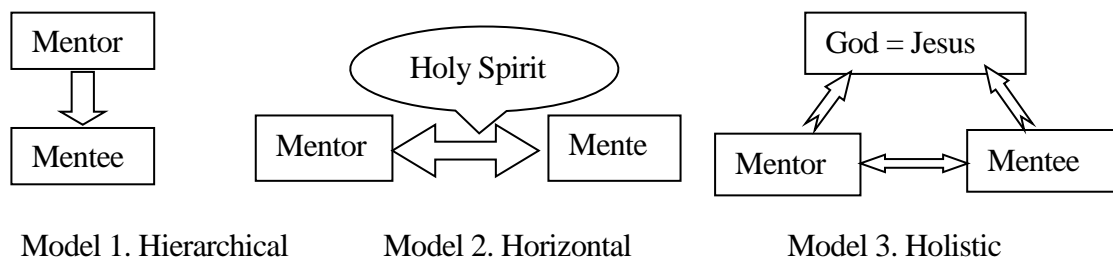 Mentor
Mentee
Holy Spirit
Mentor
Mente
God = Jesus
Mentor
Mentee
Model 1. Hierarchical
Model 2. Horizontal
Model 3. Holistic